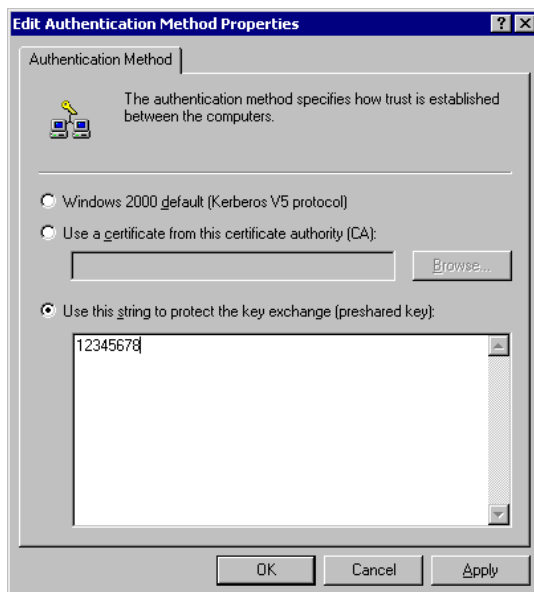 Edit Authentication Method Properties
Authentication Method
The authentication method specifies how trust is established
between the computers.
Windows 2000 default (Kerberos V5 protocol)
Use a certificate from this certificate authority (CA):
Browse...
Use this string to protect the key exchange (preshared key):
12345678
OK Cancel Apply